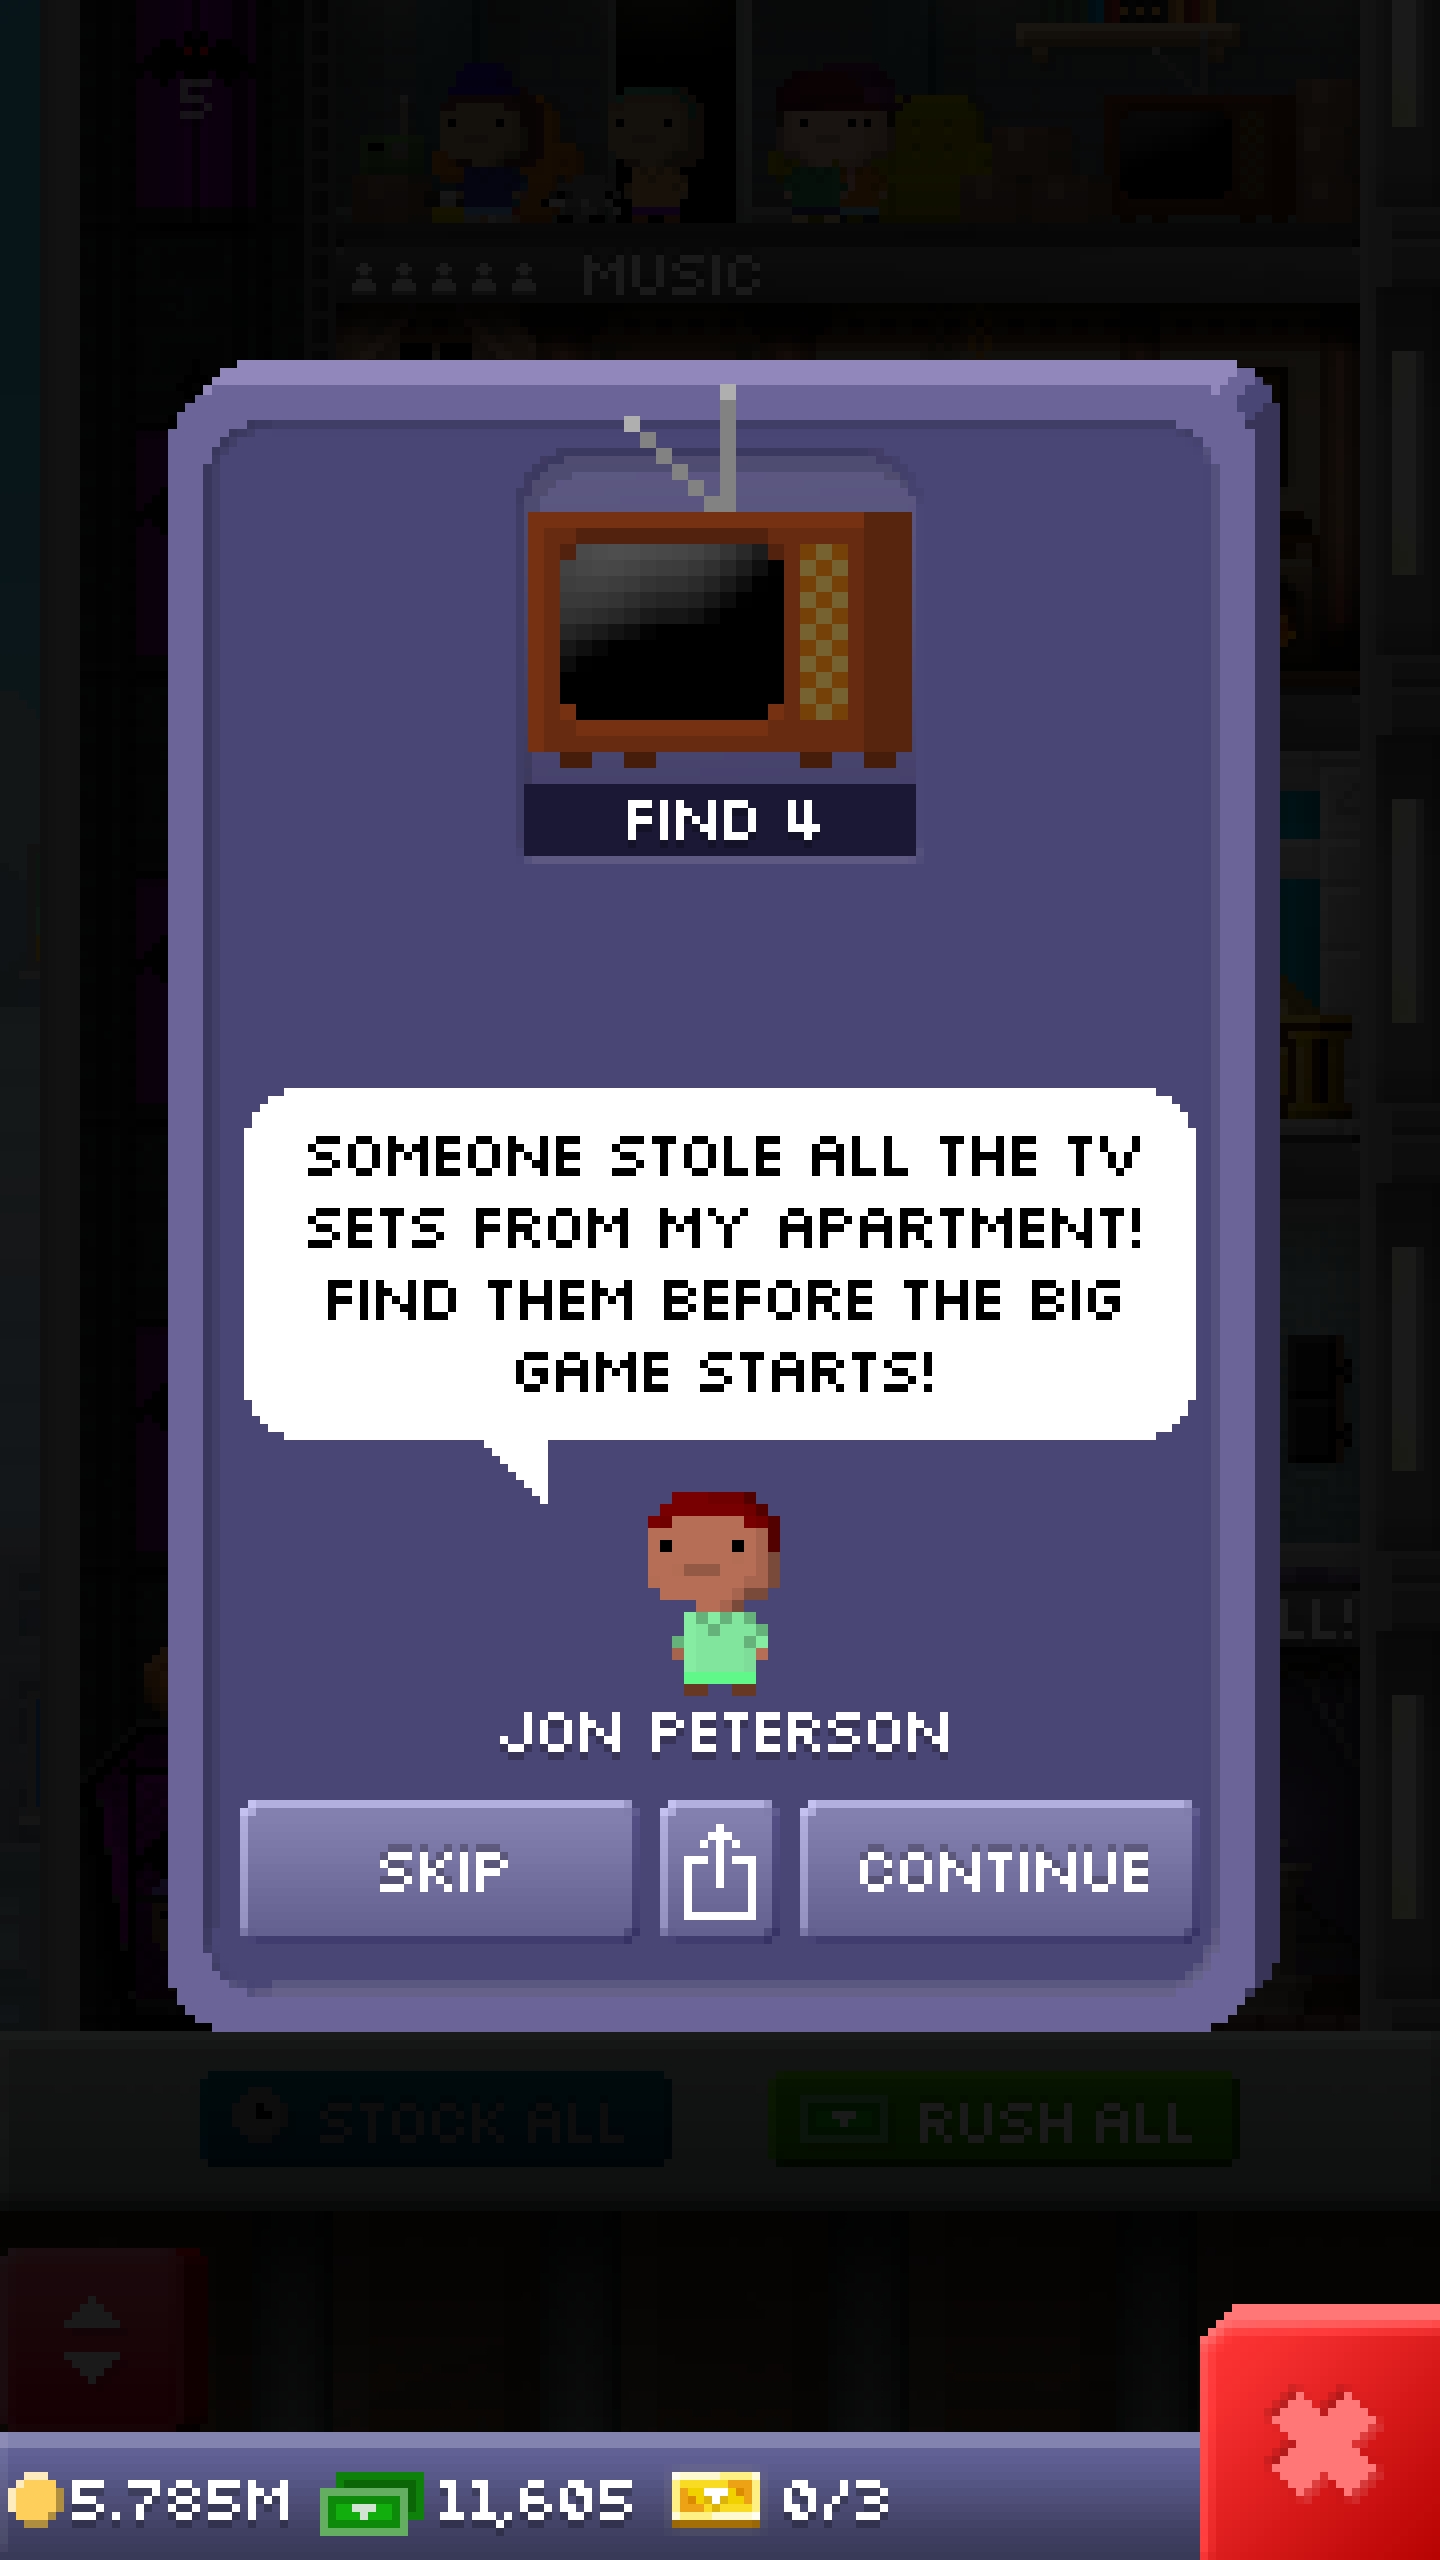 5
MUSIC
FIND 4
SOMEONE STOLE ALL THE TV
SETS FROM MY APARTMENT!
FIND THEM BEFORE THE BIG
GAME STARTS!
JON PETERSON
SKIP
CONTINUE
STOCK ALL
RUSH ALL
5.785M
11,605
0/3